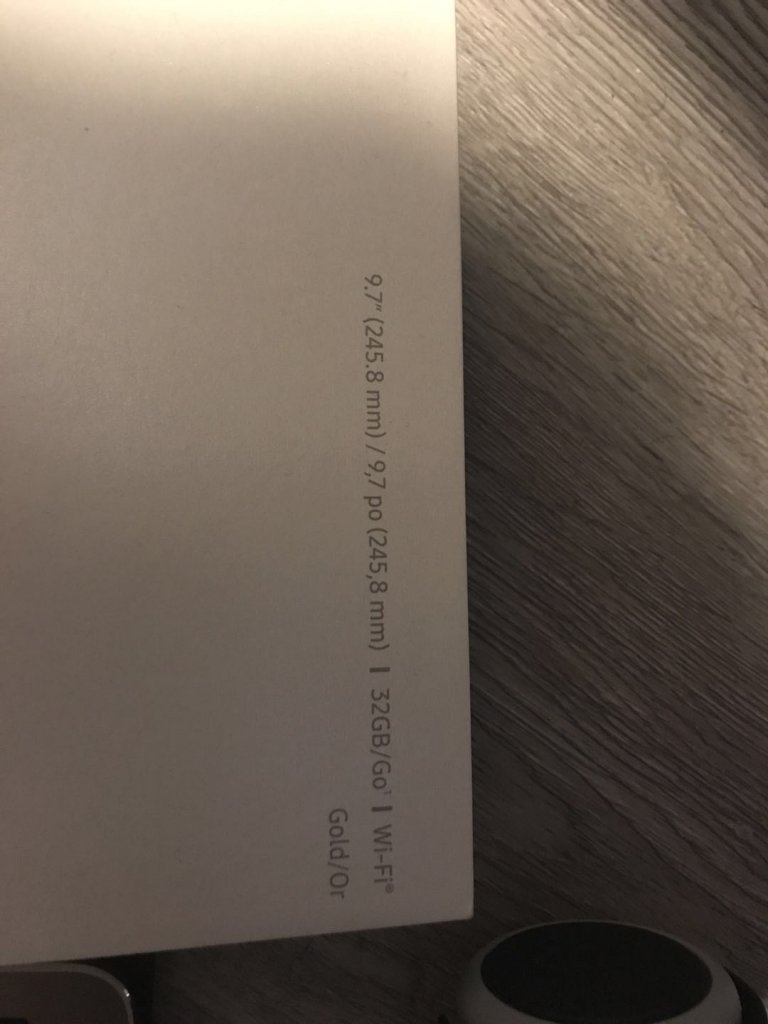 9.7" (245.8 mm) / 9,7 po (245,8 mm) | 32GB/Go¹ | Wi-Fi®
Gold/Or